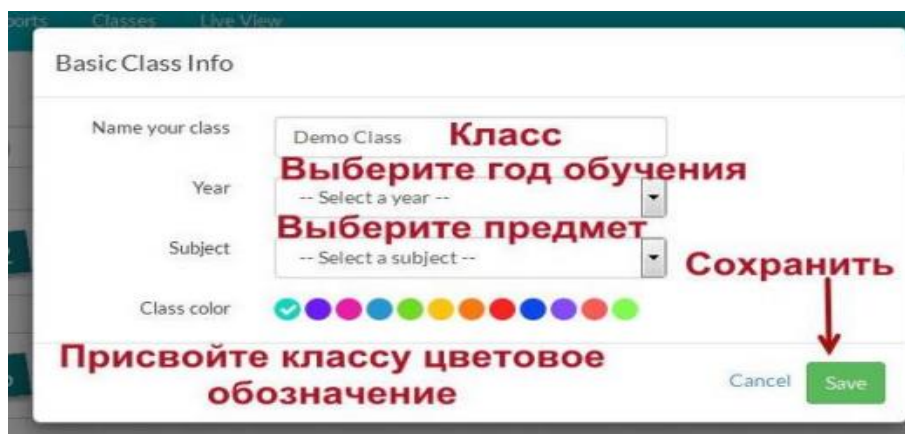 ports Classes Live View
Basic Class Info
Name your class
Demo Class Класс
Выберите год обучения
Year
-- Select a year --
Выберите предмет
Subject
-- Select a subject --
Сохранить
Class color
Присвойте классу цветовое
обозначение
Cancel Save